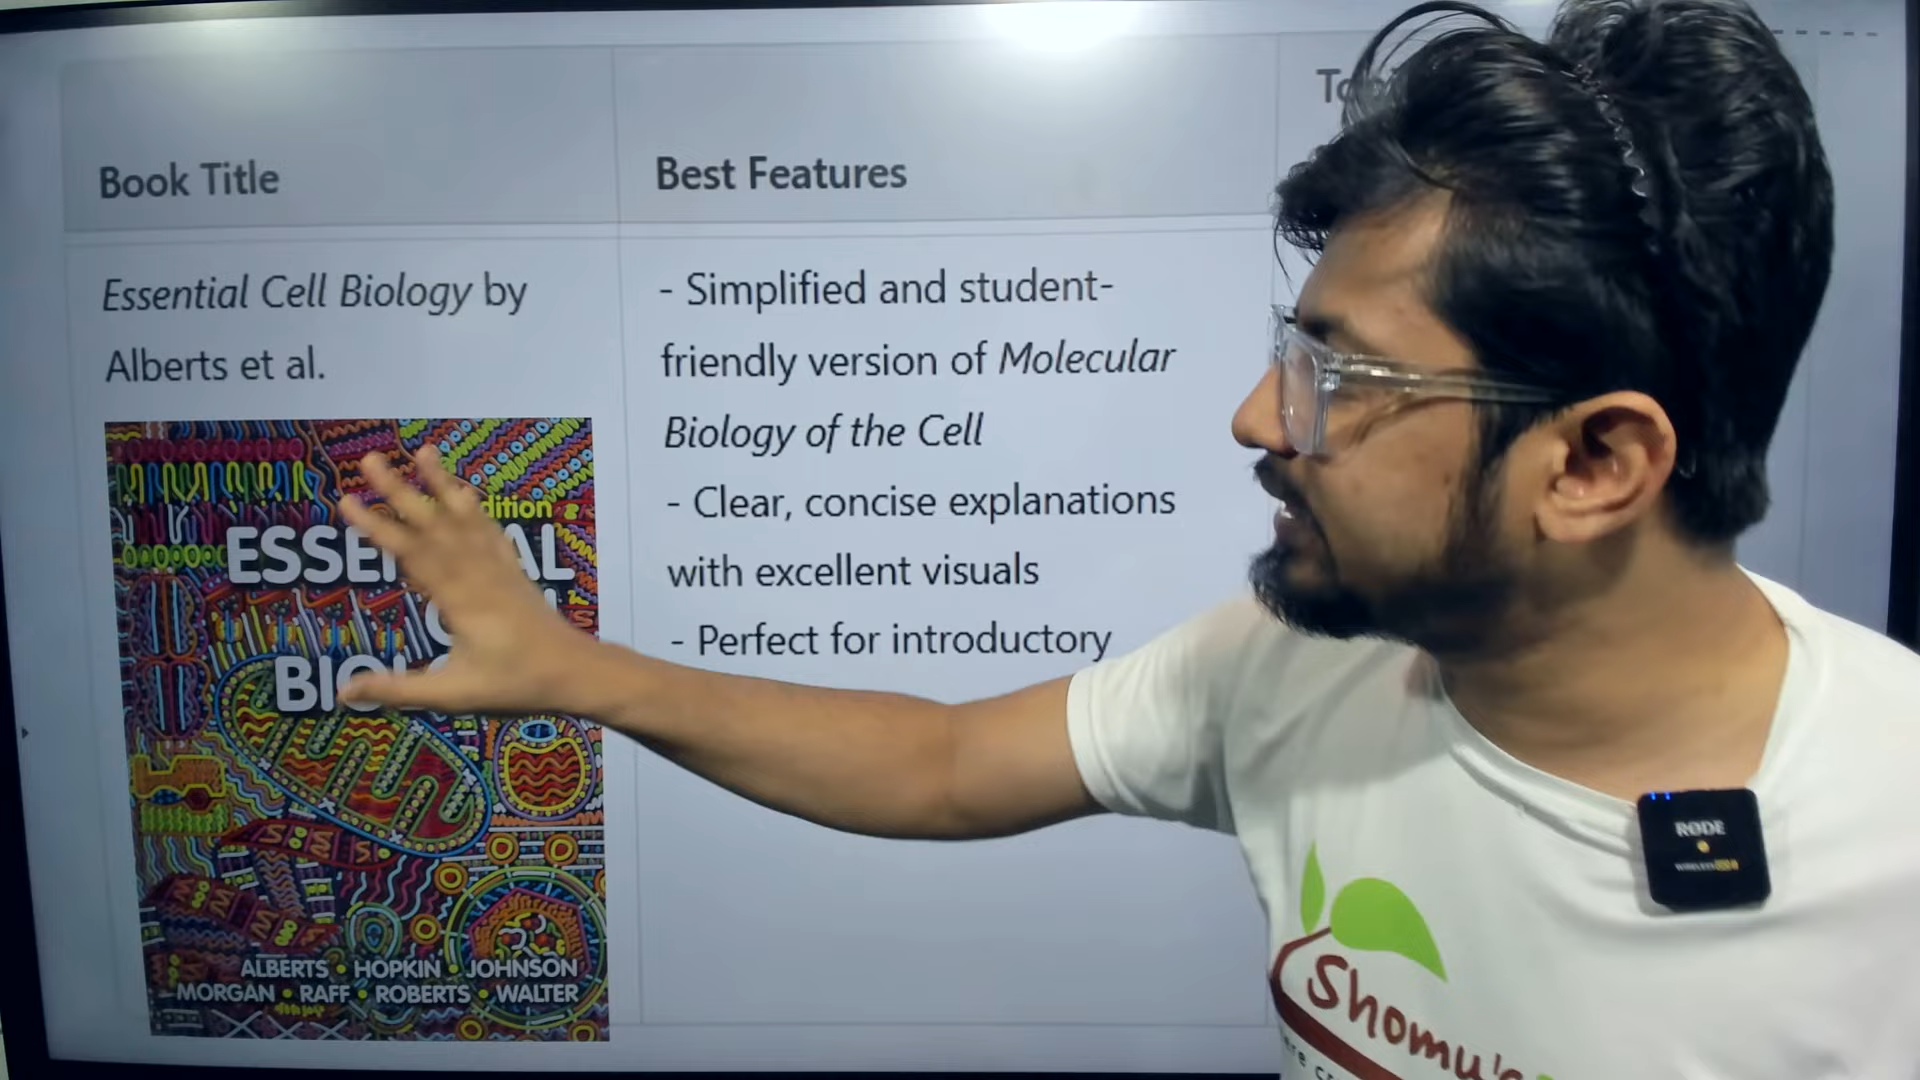 Book Title
Best Features
Essential Cell Biology by
Alberts et al.
- Simplified and student-
friendly version of Molecular
Biology of the Cell
- Clear, concise explanations
with excellent visuals
- Perfect for introductory
ALBERTS • HOPKIN • JOHNSON
MORGAN • RAFF • ROBERTS • WALTER
RØDE
Shomu's